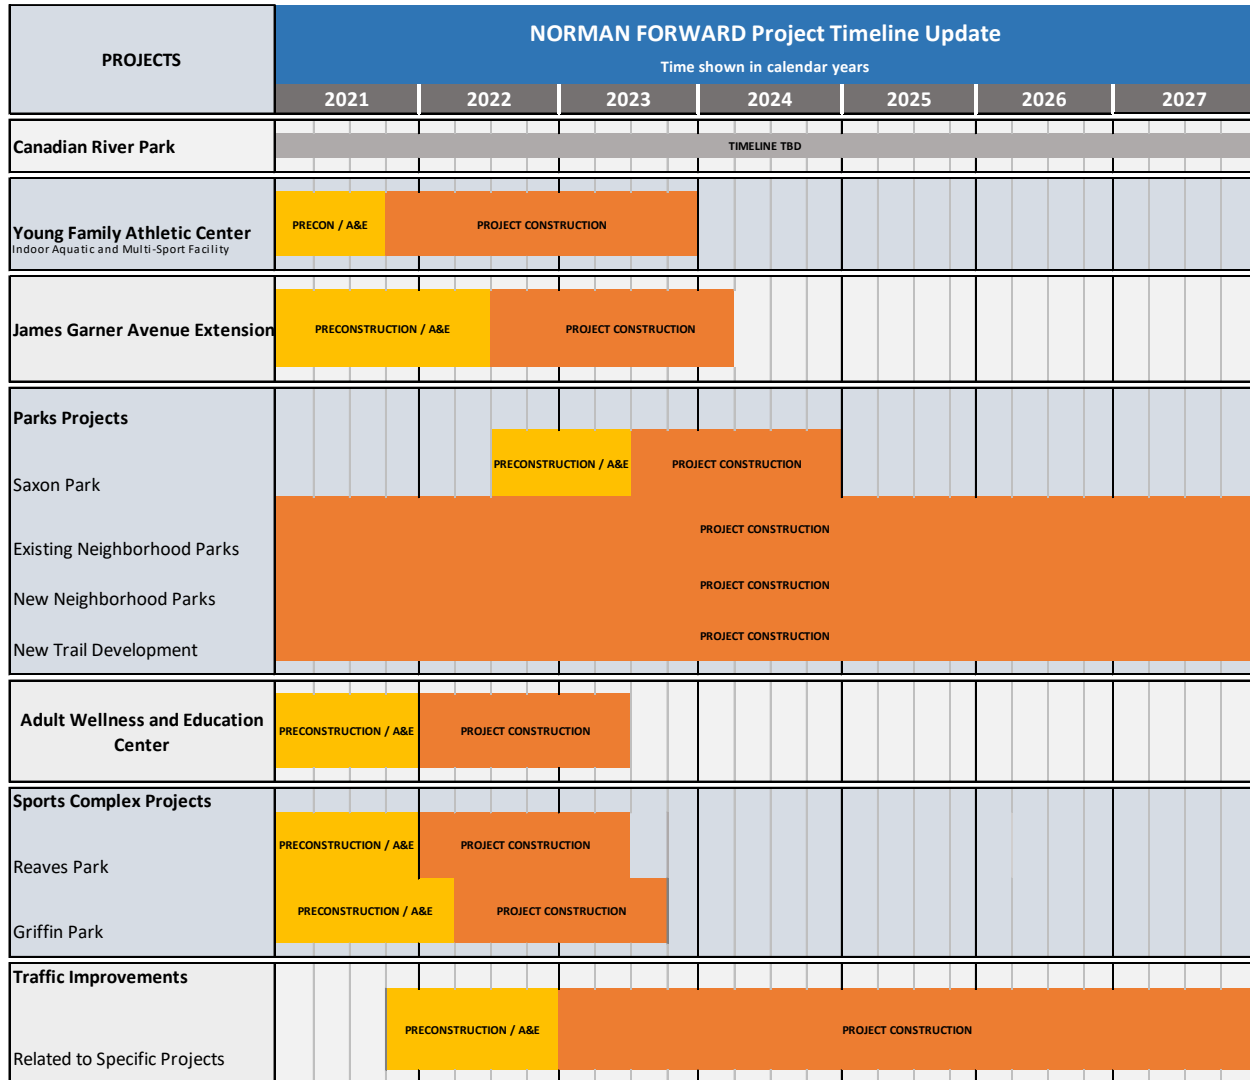 PROJECTS
NORMAN FORWARD Project Timeline Update
Time shown in calendar years
2021 2022 2023 2024 2025 2026 2027
Canadian River Park
TIMELINE TBD
Young Family Athletic Center
Indoor Aquatic and Multi-Sport Facility
PRECON / A&E PROJECT CONSTRUCTION
James Garner Avenue Extension
PRECONSTRUCTION / A&E PROJECT CONSTRUCTION
Parks Projects
Saxon Park
PRECONSTRUCTION / A&E PROJECT CONSTRUCTION
Existing Neighborhood Parks
PROJECT CONSTRUCTION
New Neighborhood Parks
PROJECT CONSTRUCTION
New Trail Development
PROJECT CONSTRUCTION
Adult Wellness and Education
Center
PRECONSTRUCTION / A&E PROJECT CONSTRUCTION
Sports Complex Projects
Reaves Park
PRECONSTRUCTION / A&E PROJECT CONSTRUCTION
Griffin Park
PRECONSTRUCTION / A&E PROJECT CONSTRUCTION
Traffic Improvements
Related to Specific Projects
PRECONSTRUCTION / A&E PROJECT CONSTRUCTION